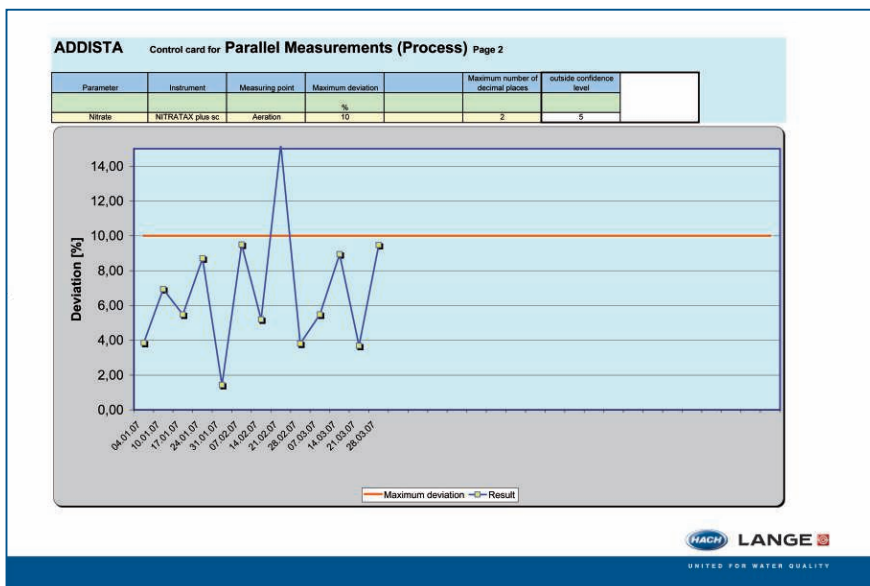 ADDISTA Control card for Parallel Measurements (Process) Page 2
Parameter Instrument Measuring point Maximum deviation Maximum number of decimal places outside confidence level
%
Nitrate NITRATAX plus sc Aeration 10 2 5
14,00
12,00
10,00
8,00
6,00
4,00
2,00
0,00
Deviation [%]
04.01.07 10.01.07 17.01.07 24.01.07 31.01.07 07.02.07 14.02.07 21.02.07 28.02.07 07.03.07 14.03.07 21.03.07 28.03.07
Maximum deviation Result
HACH LANGE
UNITED FOR WATER QUALITY